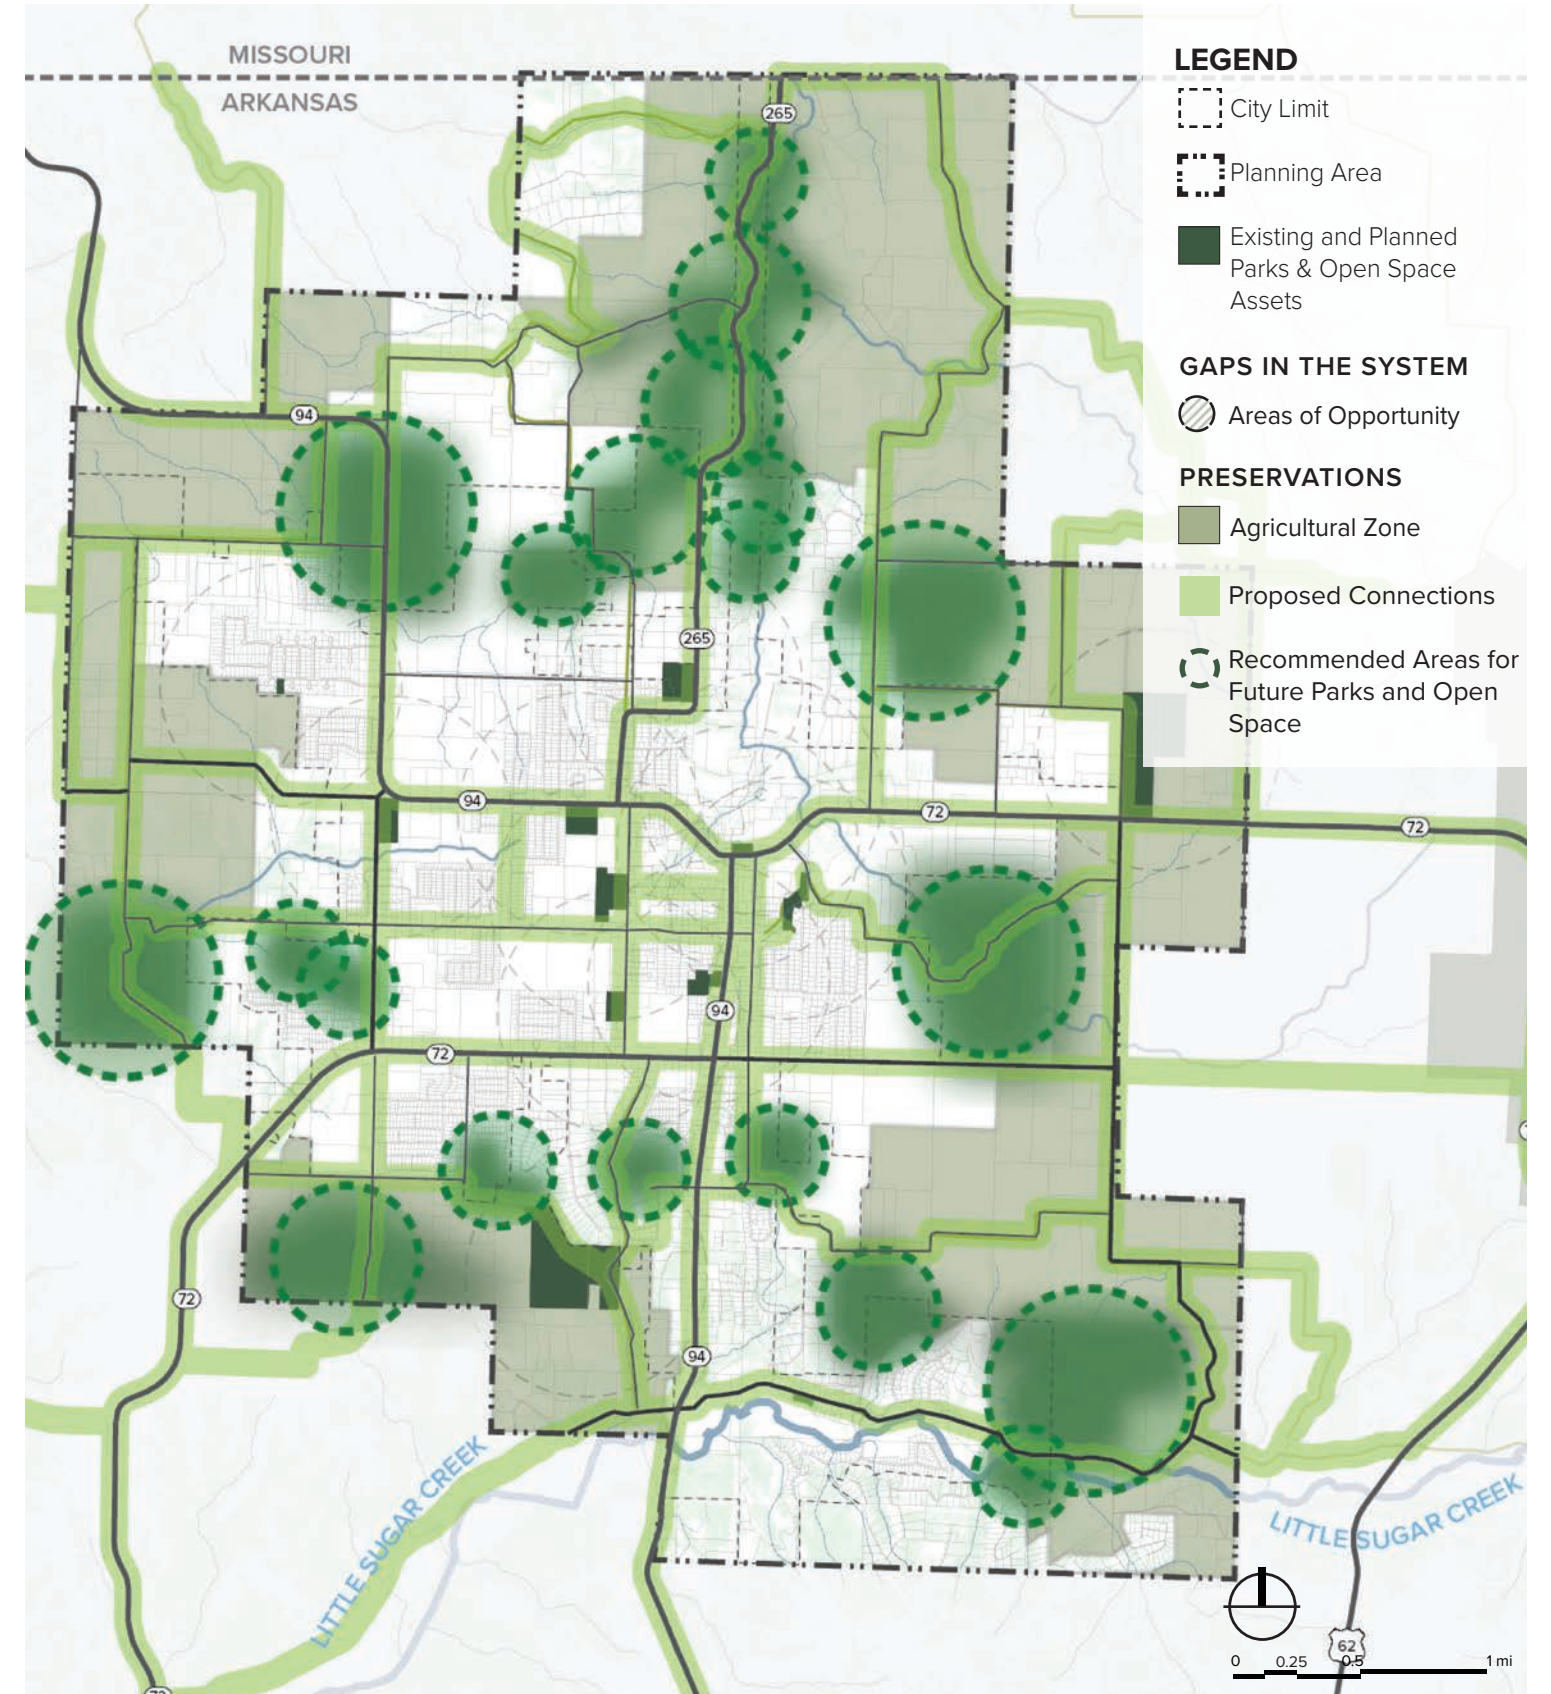 MISSOURI
ARKANSAS
265
94
265
94
72
72
94
72
72
94
LITTLE SUGAR CREEK
LITTLE SUGAR CREEK
62
72
LEGEND
City Limit
Planning Area
Existing and Planned
Parks & Open Space
Assets
GAPS IN THE SYSTEM
Areas of Opportunity
PRESERVATIONS
Agricultural Zone
Proposed Connections
Recommended Areas for
Future Parks and Open
Space
0 0.25 0.5 1 mi